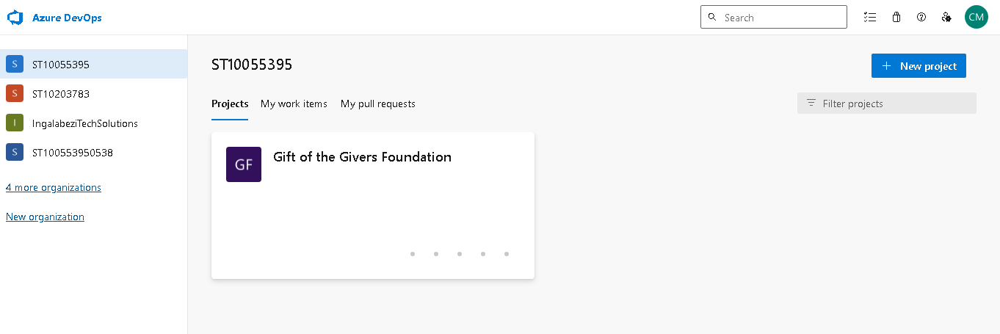 Azure DevOps
Search
CM
S ST10055395
S ST10203783
I IngalabeziTechSolutions
S ST100553950538
4 more organizations
New organization
ST10055395
New project
Projects My work items My pull requests
Filter projects
GF Gift of the Givers Foundation